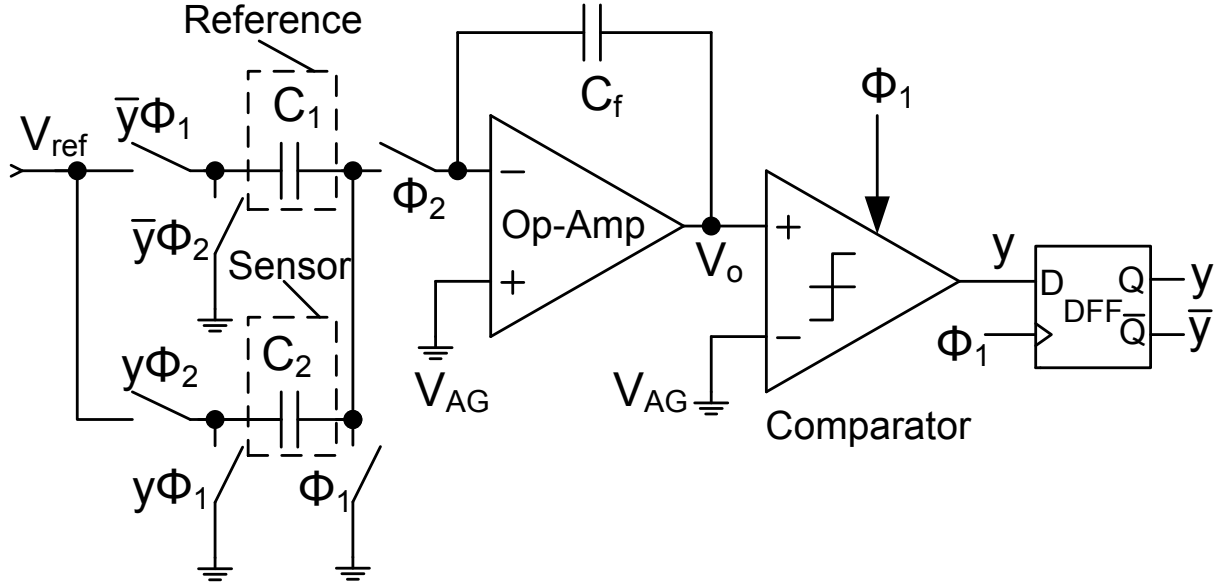 Reference
V_ref
ȳΦ₁
C₁
C_f
Φ₁
ȳΦ₂
Φ₂
−
Op-Amp
+
V_o
+
−
y
D
Q
y
DFF
Q̅
ȳ
Φ₁
Sensor
C₂
yΦ₂
V_AG
V_AG
Comparator
yΦ₁
Φ₁